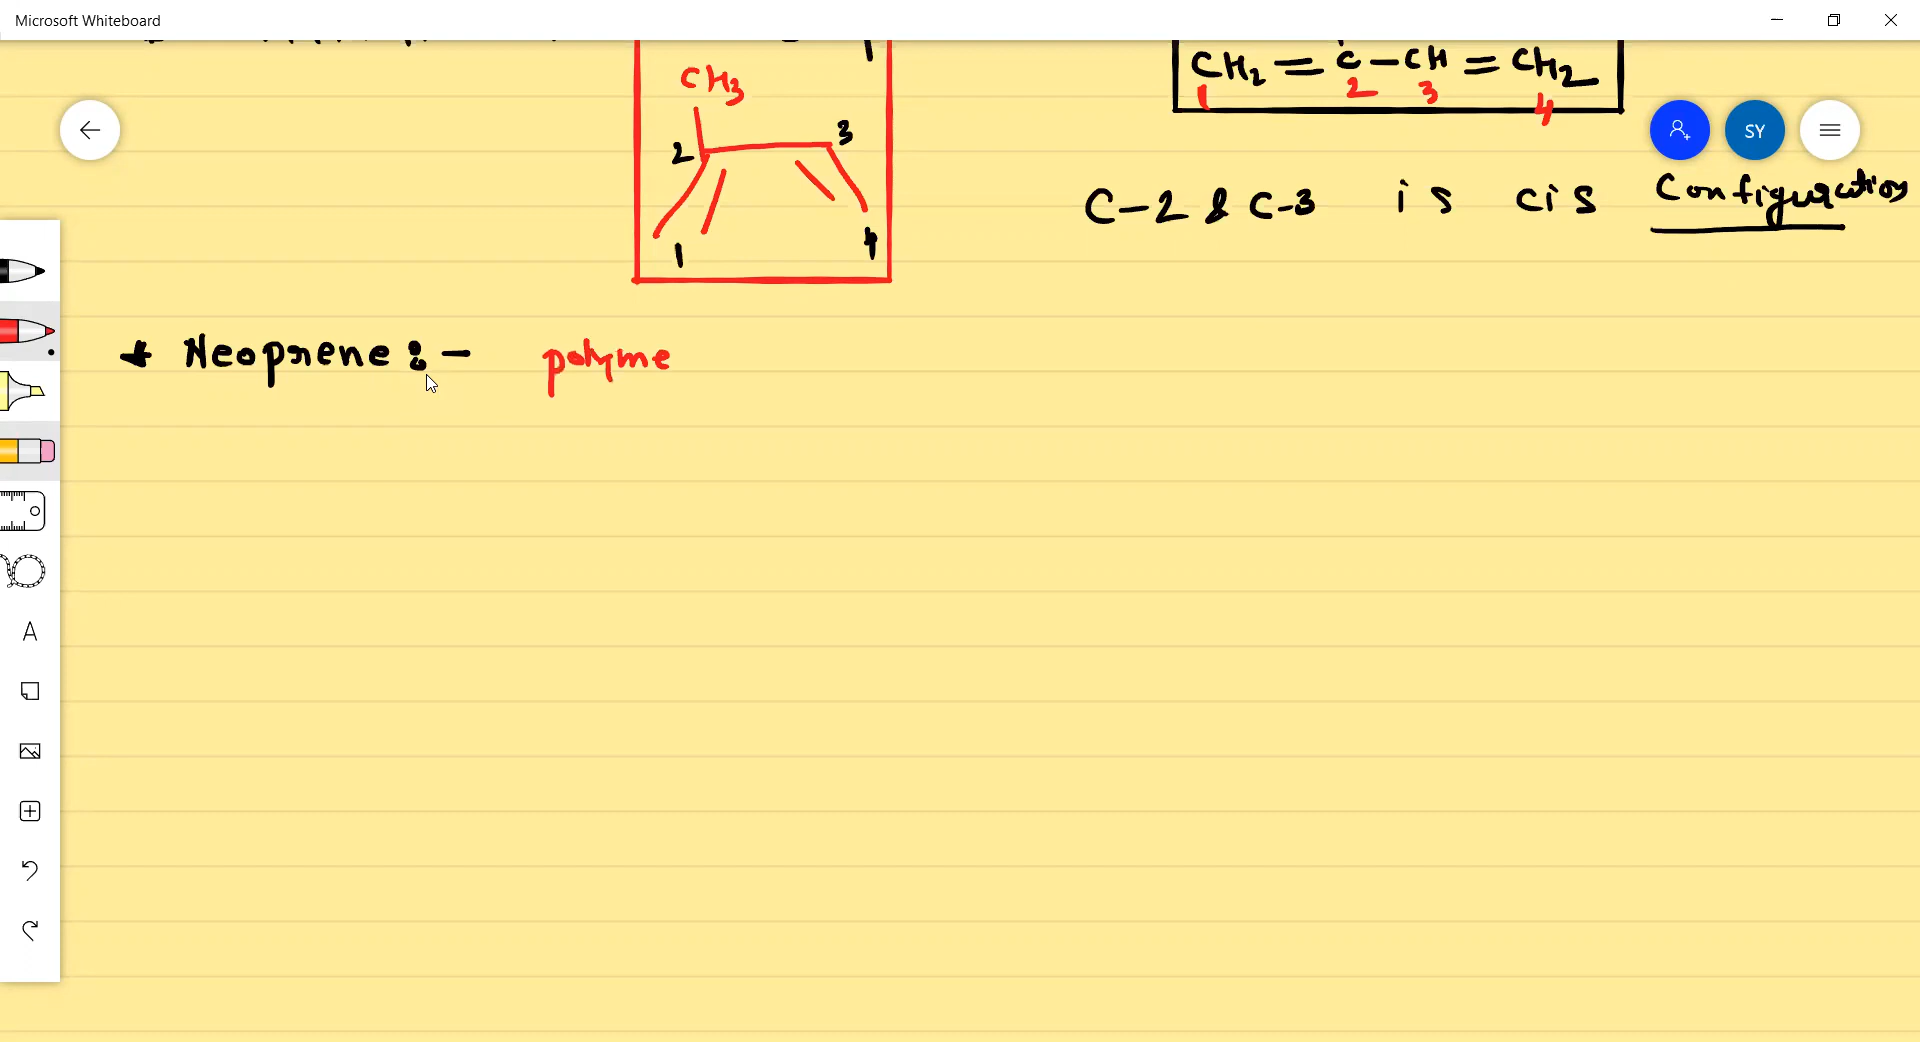 Microsoft Whiteboard
CH2 = C - CH = CH2
1 2 3 4
CH3
2 3
1 4
SY
C-2 & C-3 is cis Configuration
* Neoprene :- polyme
A